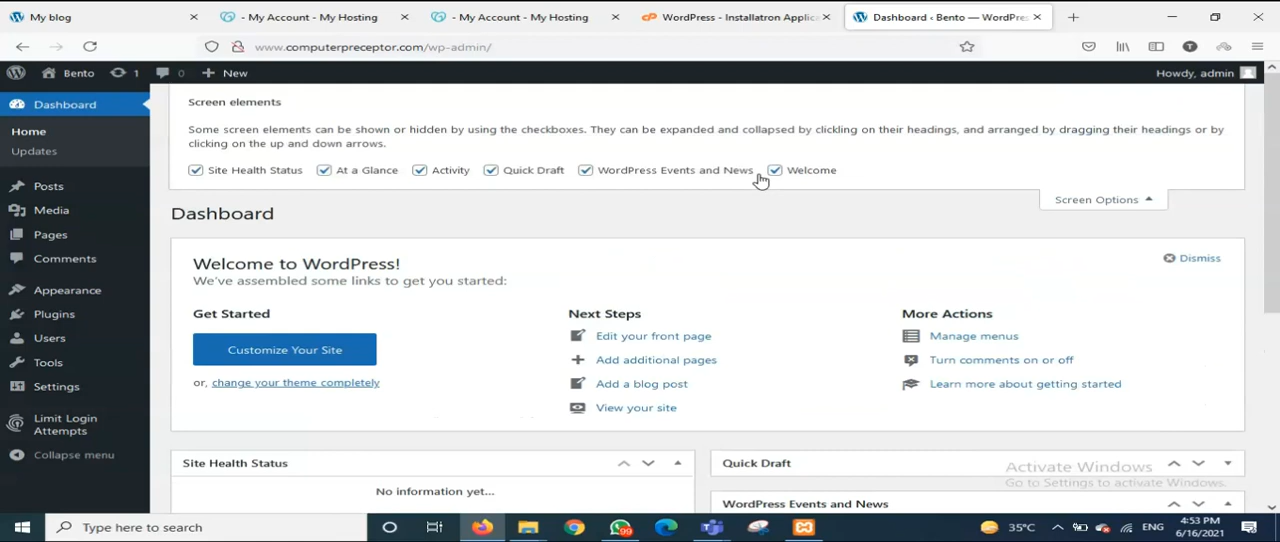 My blog
- My Account - My Hosting
- My Account - My Hosting
WordPress - Installatron Applica
Dashboard ‹ Bento — WordPres
www.computerpreceptor.com/wp-admin/
Bento
1
0
New
Howdy, admin
Dashboard
Home
Updates
Posts
Media
Pages
Comments
Appearance
Plugins
Users
Tools
Settings
Limit Login
Attempts
Collapse menu
Screen elements
Some screen elements can be shown or hidden by using the checkboxes. They can be expanded and collapsed by clicking on their headings, and arranged by dragging their headings or by
clicking on the up and down arrows.
Site Health Status At a Glance Activity Quick Draft WordPress Events and News Welcome
Screen Options
Dashboard
Welcome to WordPress!
We've assembled some links to get you started:
Dismiss
Get Started
Customize Your Site
or, change your theme completely
Next Steps
Edit your front page
Add additional pages
Add a blog post
View your site
More Actions
Manage menus
Turn comments on or off
Learn more about getting started
Site Health Status
No information yet...
Quick Draft
WordPress Events and News
Activate Windows
Go to Settings to activate Windows.
Type here to search
99
35°C
ENG
4:53 PM
6/16/2021